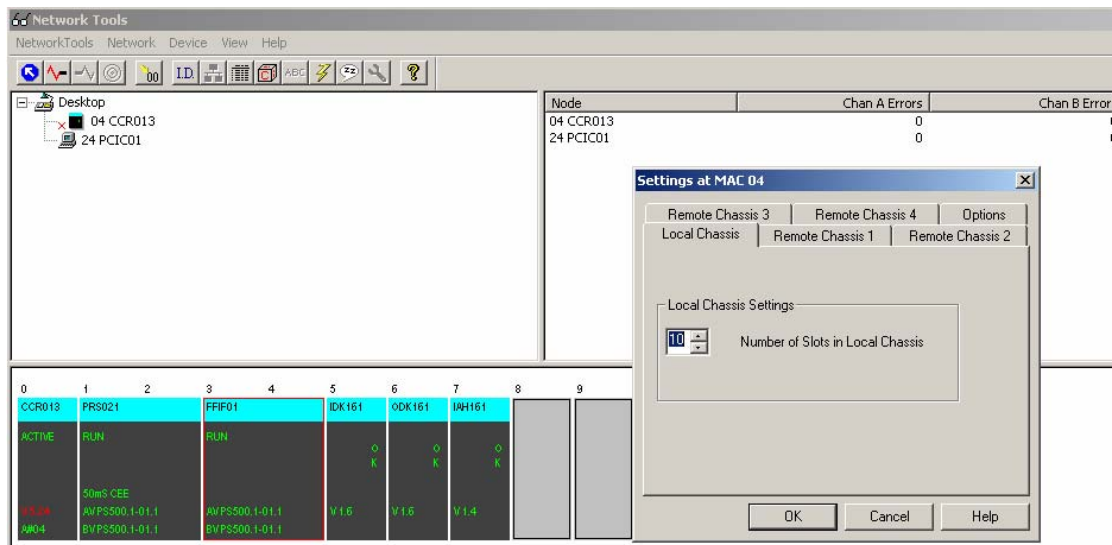 Network Tools
NetworkTools Network Device View Help
00 I.D. ABC zz ?
Desktop
04 CCR013
24 PCIC01
Node Chan A Errors Chan B Error
04 CCR013 0
24 PCIC01 0
Settings at MAC 04
Remote Chassis 3 Remote Chassis 4 Options
Local Chassis Remote Chassis 1 Remote Chassis 2
Local Chassis Settings
10 Number of Slots in Local Chassis
OK Cancel Help
0 1 2 3 4 5 6 7 8 9
CCR013 PRS021 FFIF01 IDK161 ODK161 IAH161
ACTIVE RUN RUN O K O K O K
50mS CEE
AVPS500.1-01.1 AVPS500.1-01.1 V1.6 V1.6 V1.4
A#04 BVPS500.1-01.1 BVPS500.1-01.1